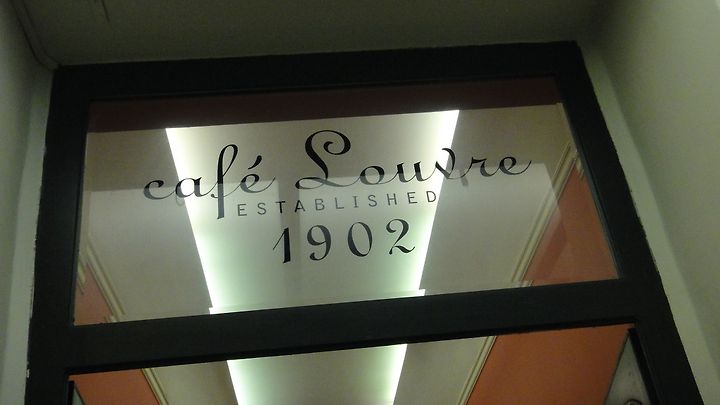 café Louvre
ESTABLISHED
1902